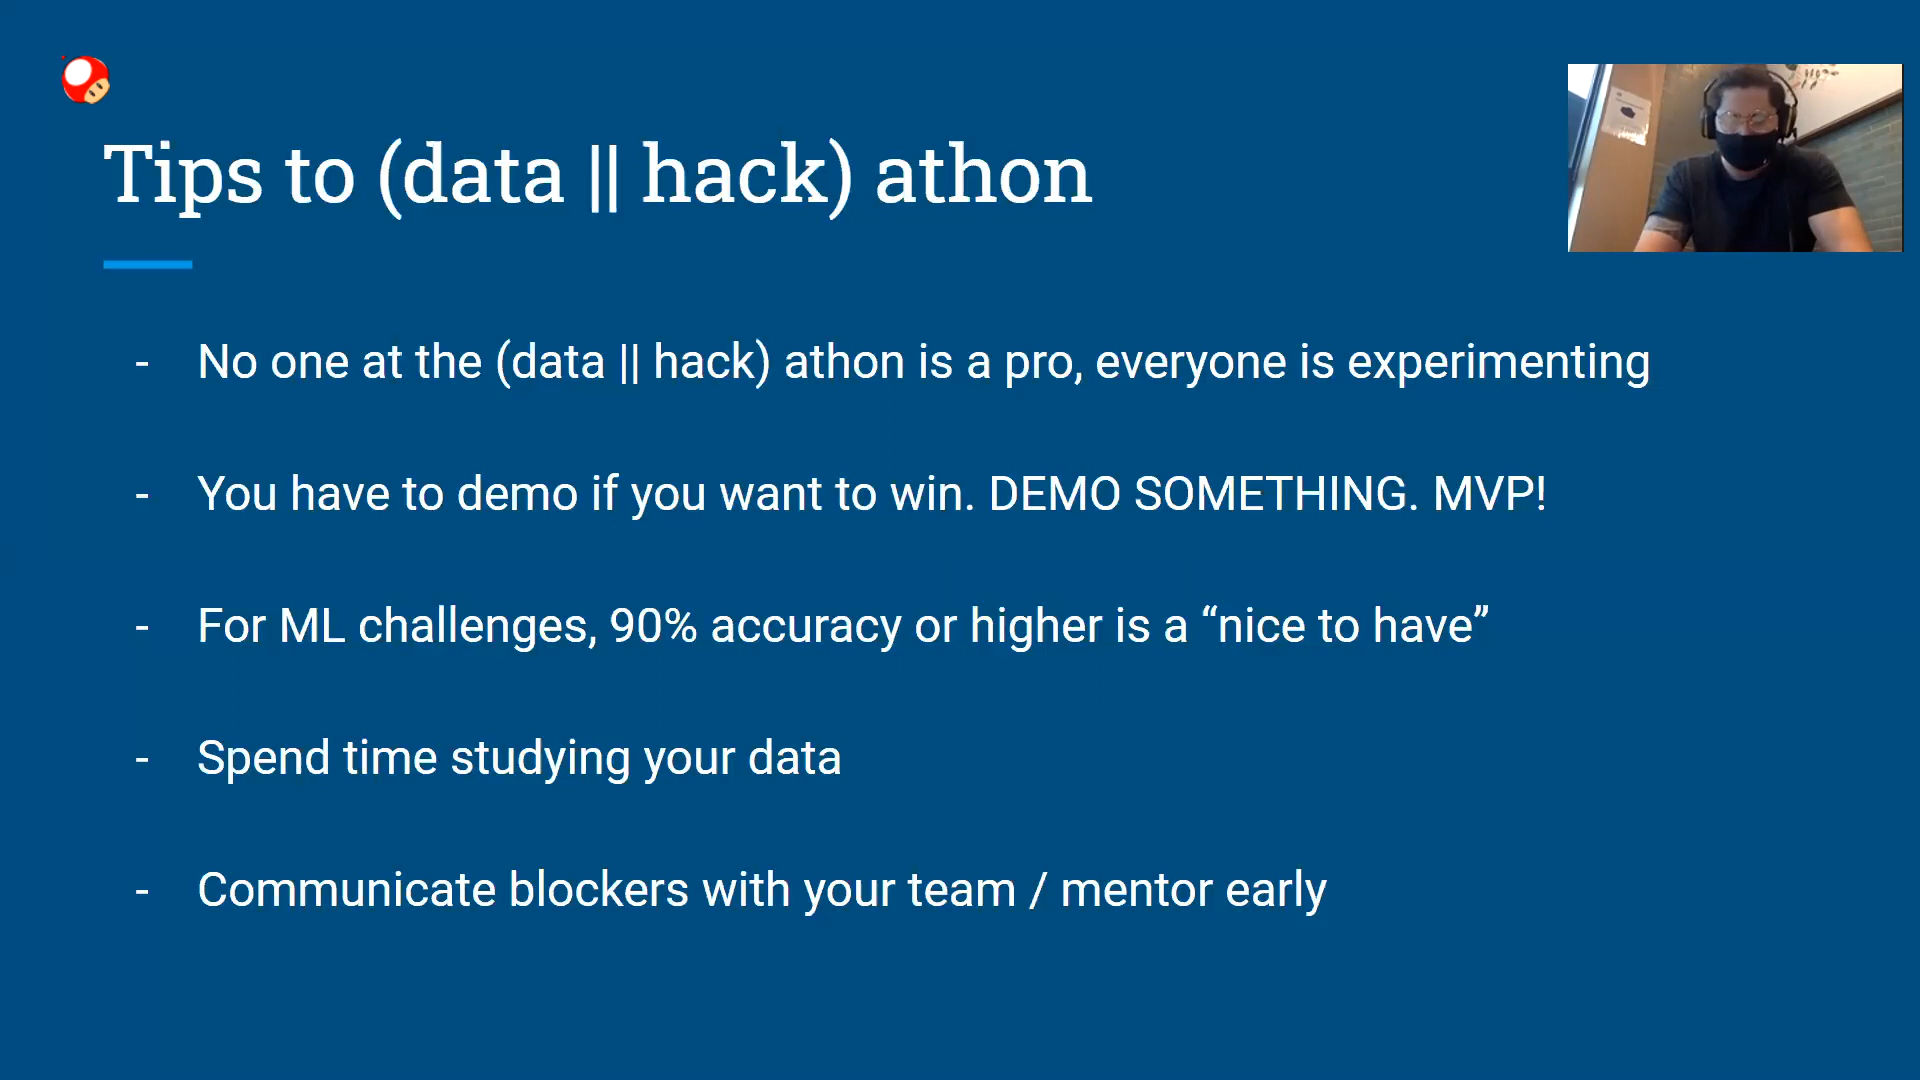 Tips to (data || hack) athon
- No one at the (data || hack) athon is a pro, everyone is experimenting
- You have to demo if you want to win. DEMO SOMETHING. MVP!
- For ML challenges, 90% accuracy or higher is a “nice to have”
- Spend time studying your data
- Communicate blockers with your team / mentor early